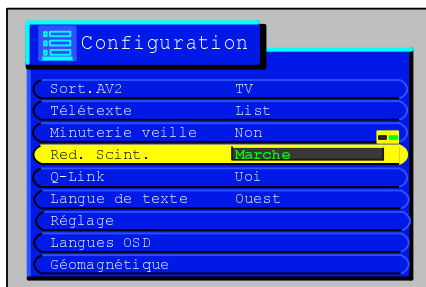 Configuration
Sort.AV2 TV
Télétexte List
Minuterie veille Non
Red. Scint. Marche
Q-Link Uoi
Langue de texte Ouest
Réglage
Langues OSD
Géomagnétique